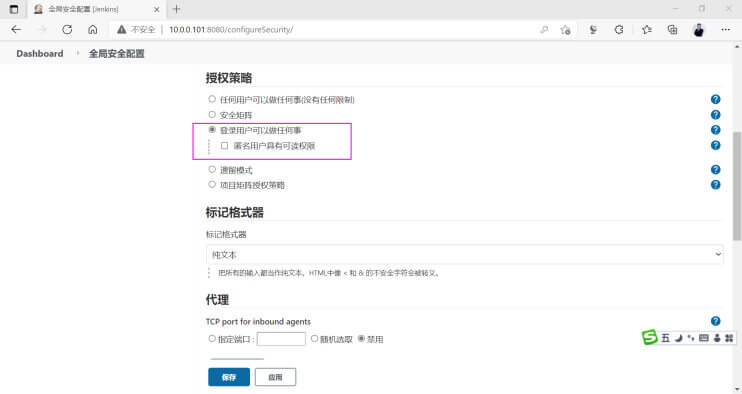 全局安全配置 [Jenkins]
不安全 | 10.0.0.101:8080/configureSecurity/
Dashboard 全局安全配置
授权策略
任何用户可以做任何事(没有任何限制)
安全矩阵
登录用户可以做任何事
匿名用户具有可读权限
遗留模式
项目矩阵授权策略
标记格式器
标记格式器
纯文本
把所有的输入都当作纯文本。HTML中像 < 和 & 的不安全字符会被转义。
代理
TCP port for inbound agents
指定端口 : 随机选取 禁用
五
保存 应用